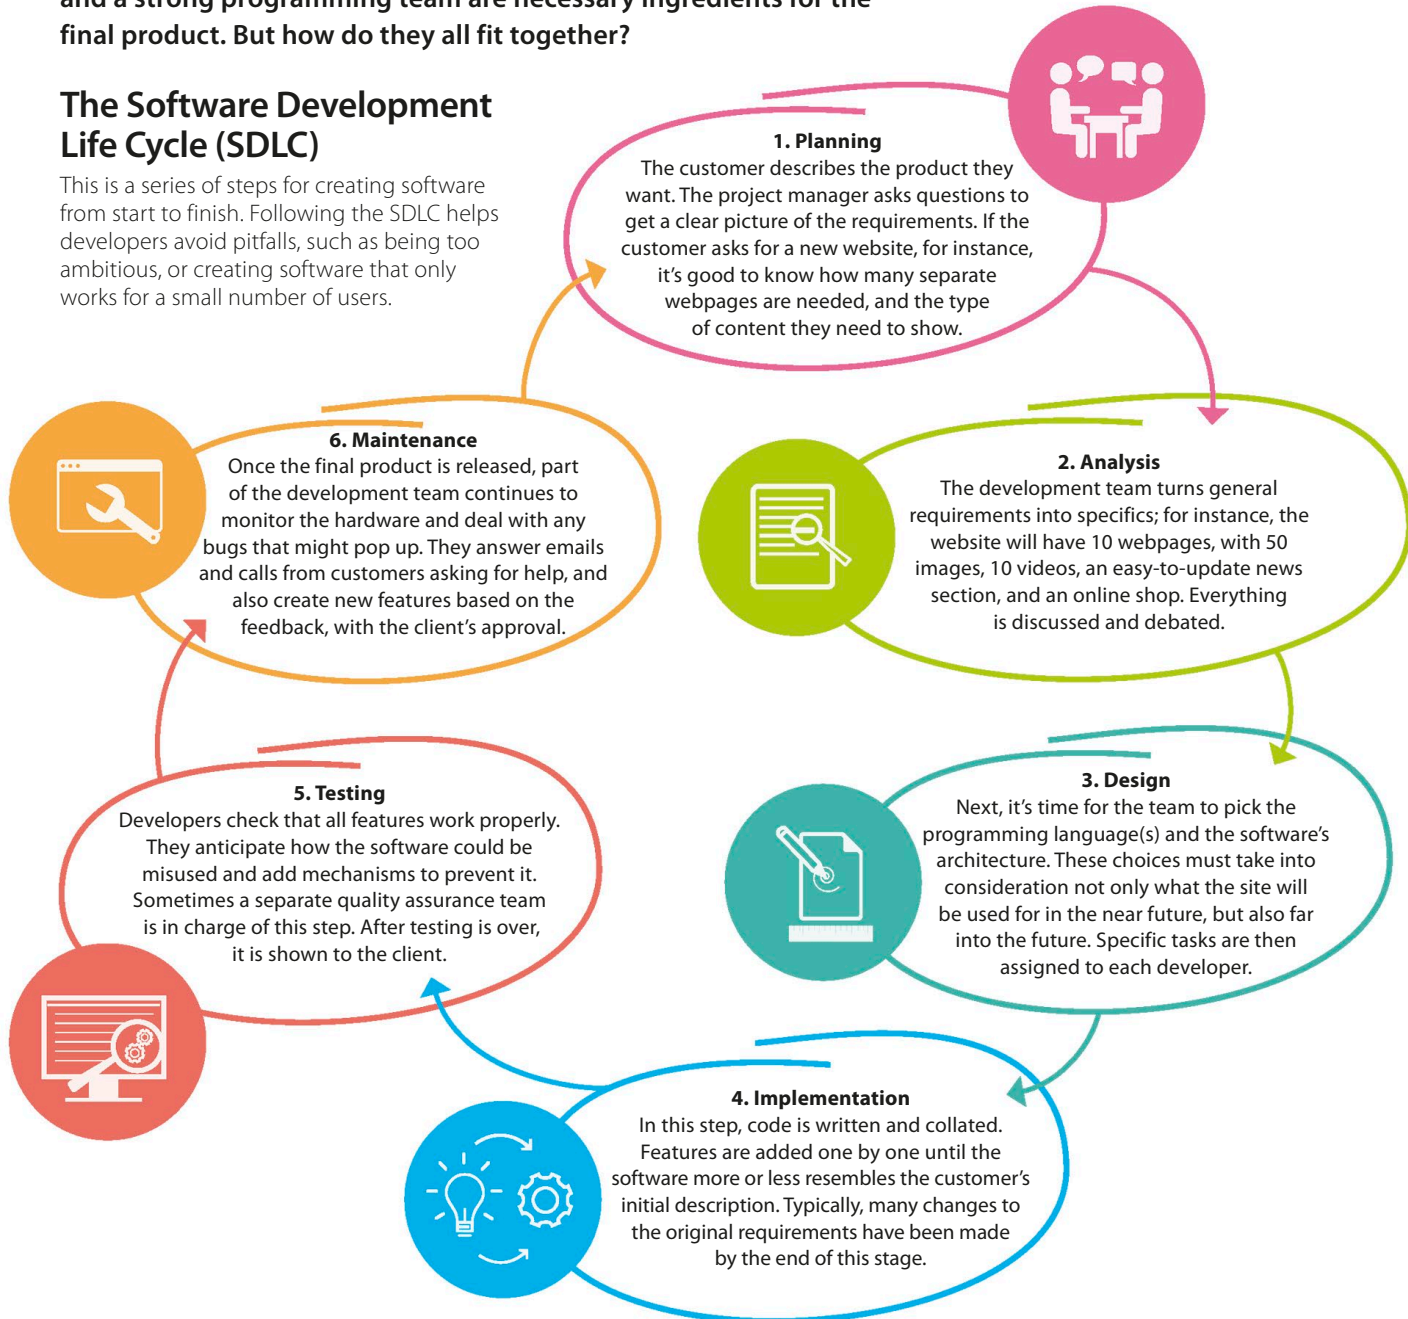 and a strong programming team are necessary ingredients for the
final product. But how do they all fit together?
The Software Development
Life Cycle (SDLC)
This is a series of steps for creating software
from start to finish. Following the SDLC helps
developers avoid pitfalls, such as being too
ambitious, or creating software that only
works for a small number of users.
1. Planning
The customer describes the product they
want. The project manager asks questions to
get a clear picture of the requirements. If the
customer asks for a new website, for instance,
it's good to know how many separate
webpages are needed, and the type
of content they need to show.
2. Analysis
The development team turns general
requirements into specifics; for instance, the
website will have 10 webpages, with 50
images, 10 videos, an easy-to-update news
section, and an online shop. Everything
is discussed and debated.
3. Design
Next, it's time for the team to pick the
programming language(s) and the software's
architecture. These choices must take into
consideration not only what the site will
be used for in the near future, but also far
into the future. Specific tasks are then
assigned to each developer.
4. Implementation
In this step, code is written and collated.
Features are added one by one until the
software more or less resembles the customer's
initial description. Typically, many changes to
the original requirements have been made
by the end of this stage.
5. Testing
Developers check that all features work properly.
They anticipate how the software could be
misused and add mechanisms to prevent it.
Sometimes a separate quality assurance team
is in charge of this step. After testing is over,
it is shown to the client.
6. Maintenance
Once the final product is released, part
of the development team continues to
monitor the hardware and deal with any
bugs that might pop up. They answer emails
and calls from customers asking for help, and
also create new features based on the
feedback, with the client's approval.